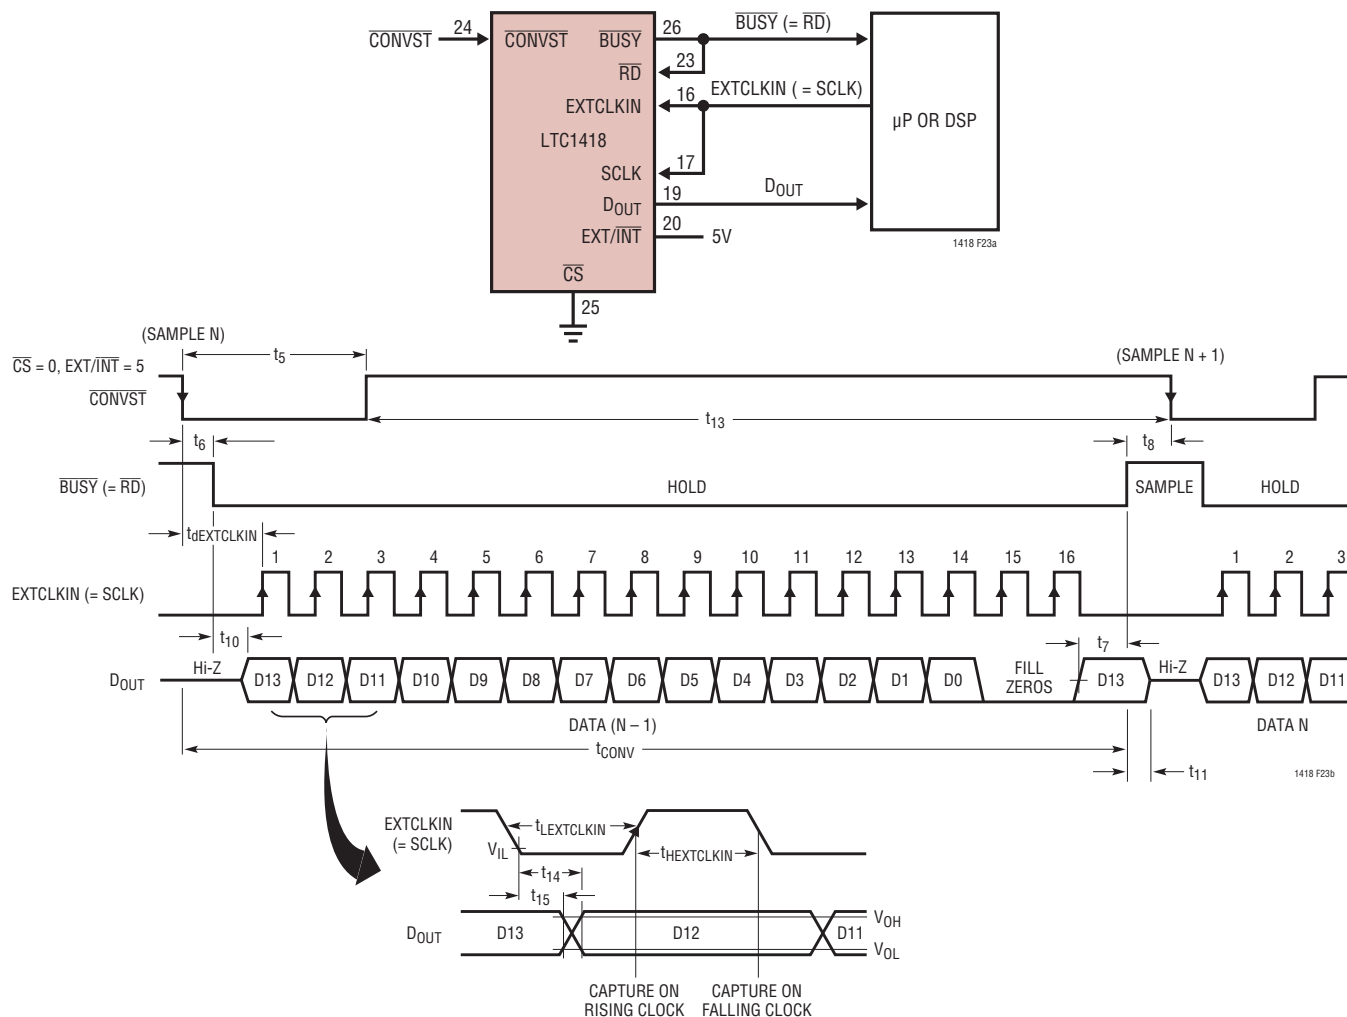 CONVST 24 CONVST BUSY 26 BUSY (= RD)
RD 23
EXTCLKIN 16 EXTCLKIN ( = SCLK)
µP OR DSP
LTC1418
SCLK 17
DOUT 19 DOUT
EXT/INT 20 5V
1418 F23a
CS
25
(SAMPLE N)
t5
(SAMPLE N + 1)
CS = 0, EXT/INT = 5
CONVST
t13
t6
t8
BUSY (= RD)
HOLD
SAMPLE
HOLD
tdEXTCLKIN
1 2 3 4 5 6 7 8 9 10 11 12 13 14 15 16 1 2 3
EXTCLKIN (= SCLK)
t10
t7
DOUT
Hi-Z D13 D12 D11 D10 D9 D8 D7 D6 D5 D4 D3 D2 D1 D0 FILL ZEROS D13 Hi-Z D13 D12 D11
DATA (N – 1)
DATA N
tCONV
t11
1418 F23b
EXTCLKIN
(= SCLK)
tLEXTCLKIN
VIL
tHEXTCLKIN
t14
t15
VOH
DOUT D13 D12 D11
VOL
CAPTURE ON
RISING CLOCK
CAPTURE ON
FALLING CLOCK